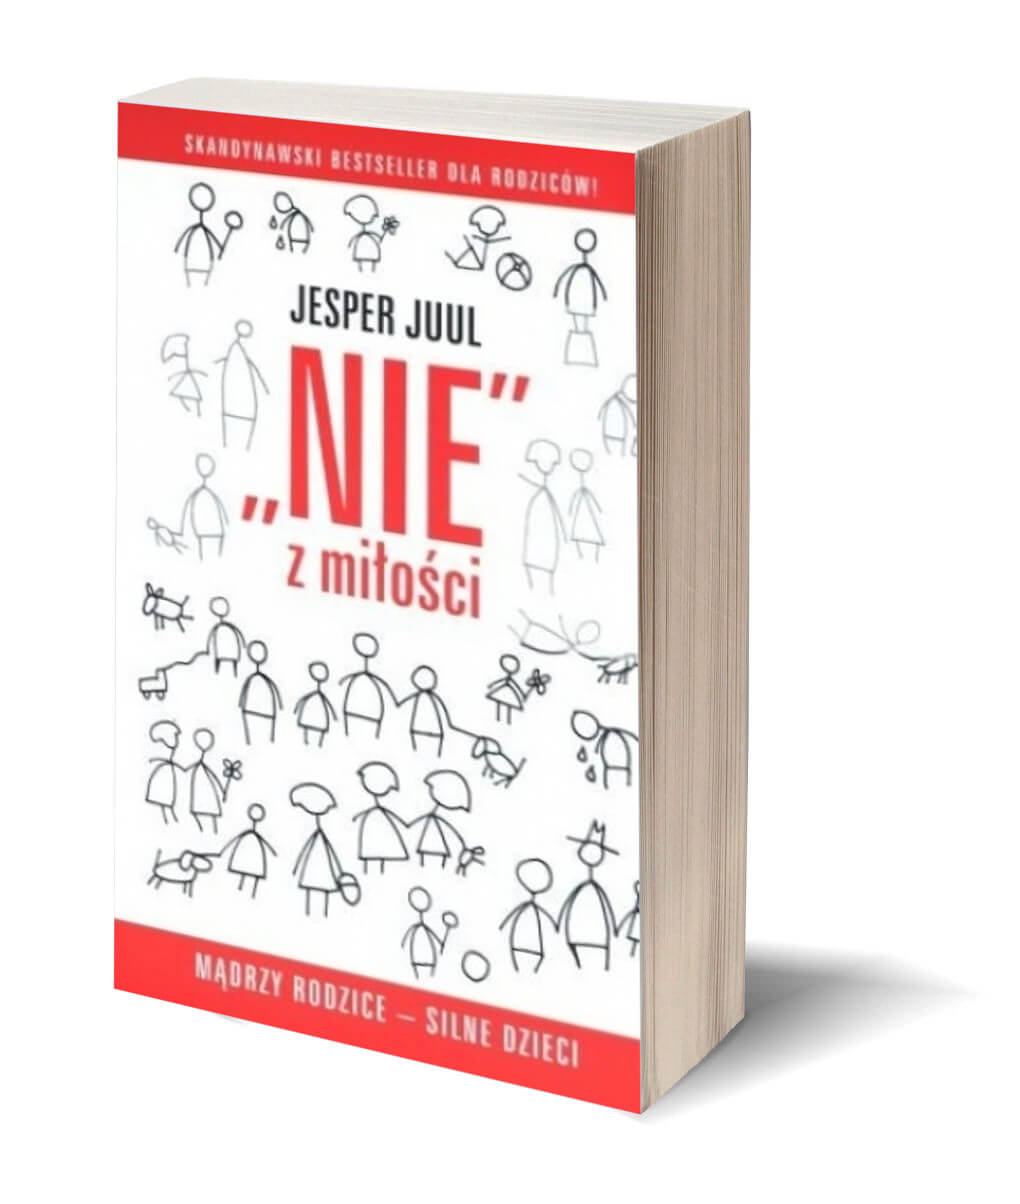 SKANDYNAWSKI BESTSELLER DLA RODZICÓW!
JESPER JUUL
„NIE”
z miłości
MĄDRZY RODZICE – SILNE DZIECI